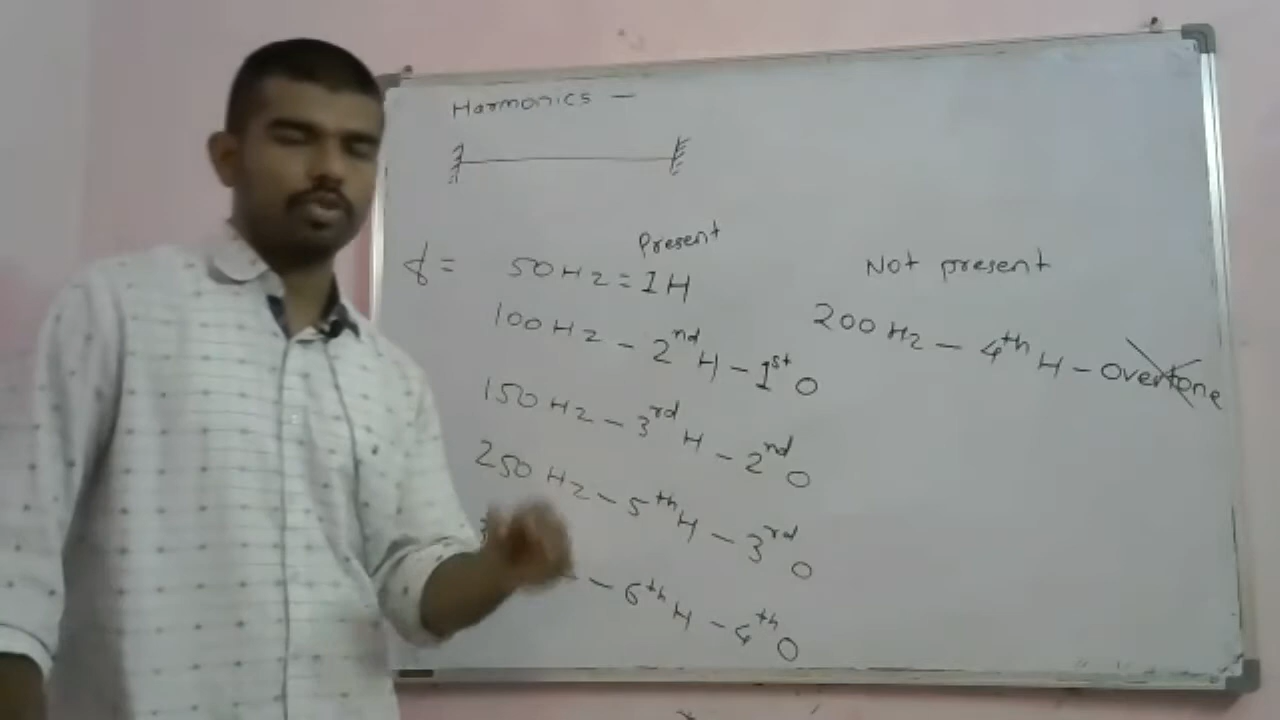 Harmonics –
Present
f = 50 Hz = 1 H
100 Hz – 2nd H – 1st O
150 Hz – 3rd H – 2nd O
250 Hz – 5th H – 3rd O
– 6th H – 4th O
Not present
200 Hz – 4th H – Overtone